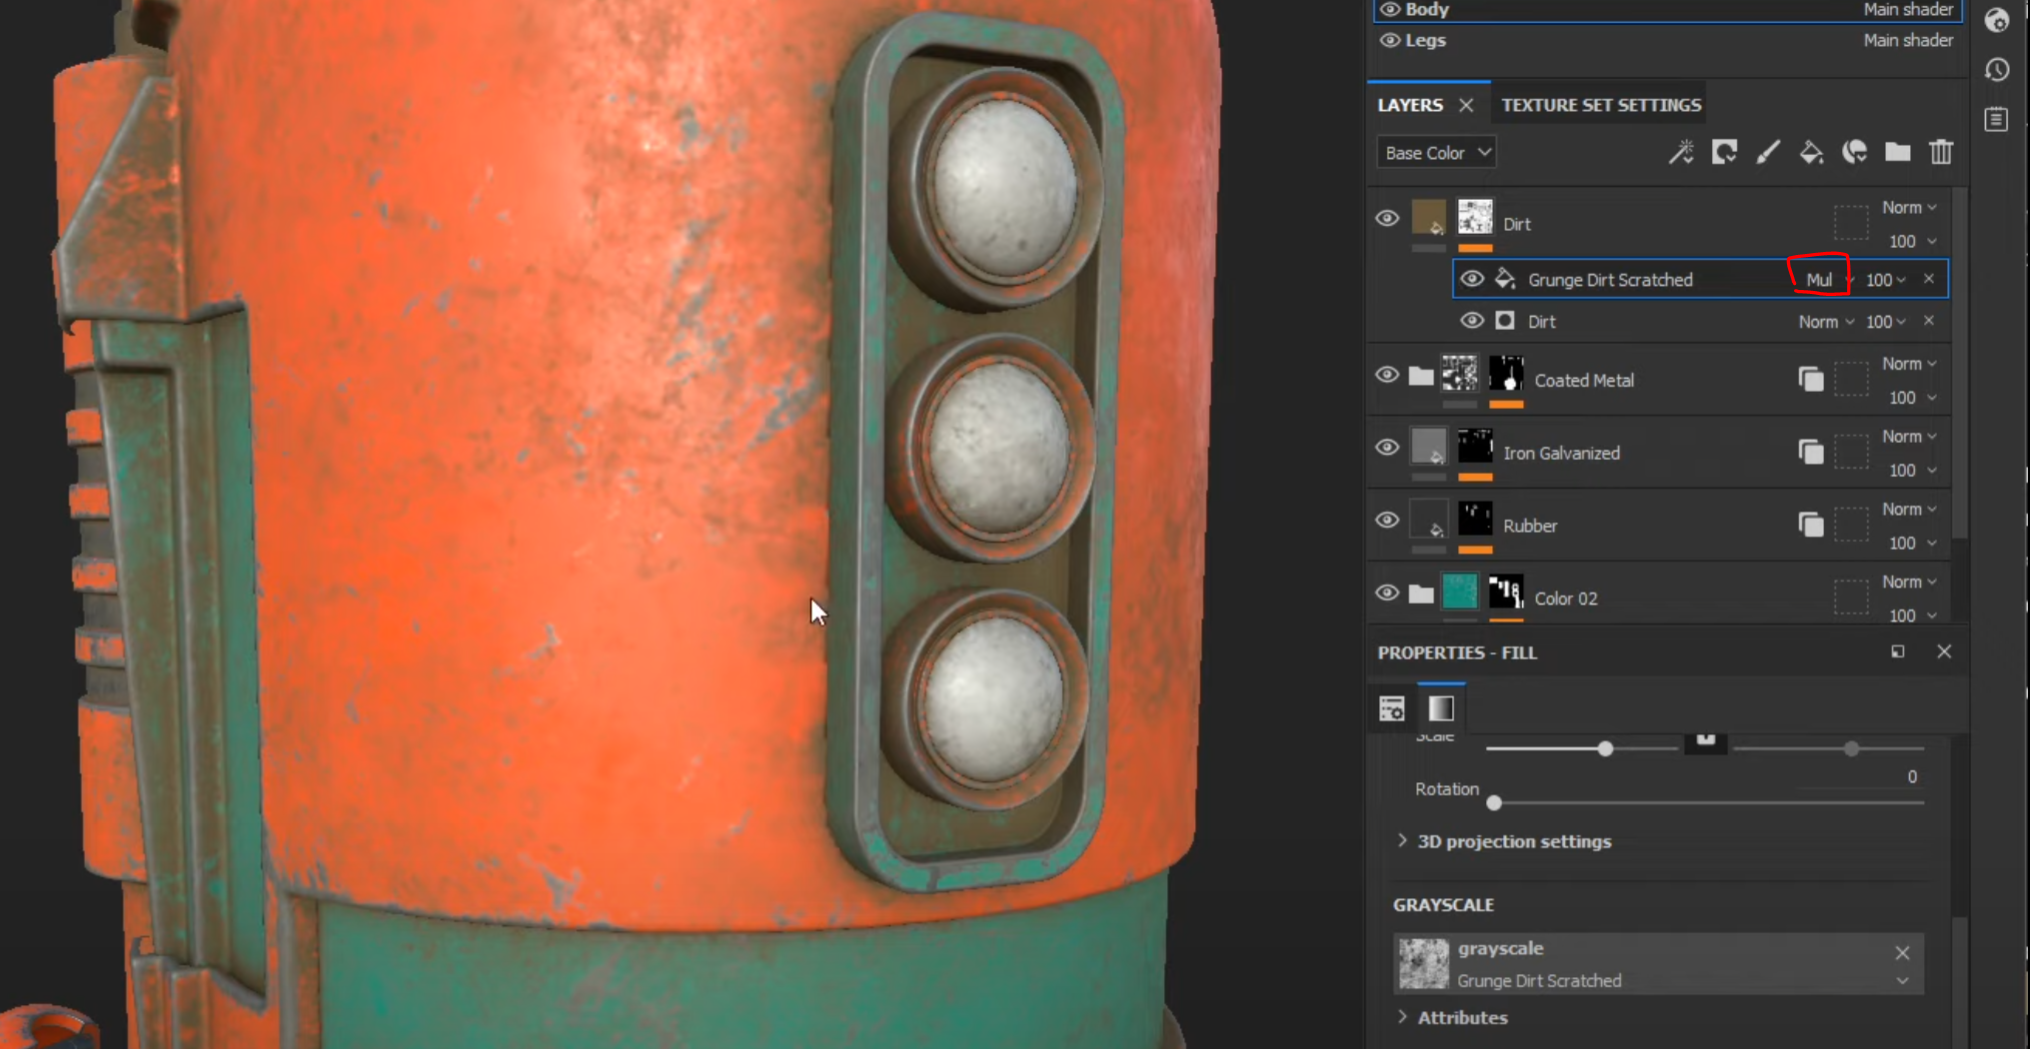 Body Main shader
Legs Main shader
LAYERS TEXTURE SET SETTINGS
Base Color
Norm
Dirt
100
Grunge Dirt Scratched Mul 100
Dirt Norm 100
Norm
Coated Metal
100
Norm
Iron Galvanized
100
Norm
Rubber
100
Norm
Color 02
100
PROPERTIES - FILL
Scale
0
Rotation
3D projection settings
GRAYSCALE
grayscale
Grunge Dirt Scratched
Attributes